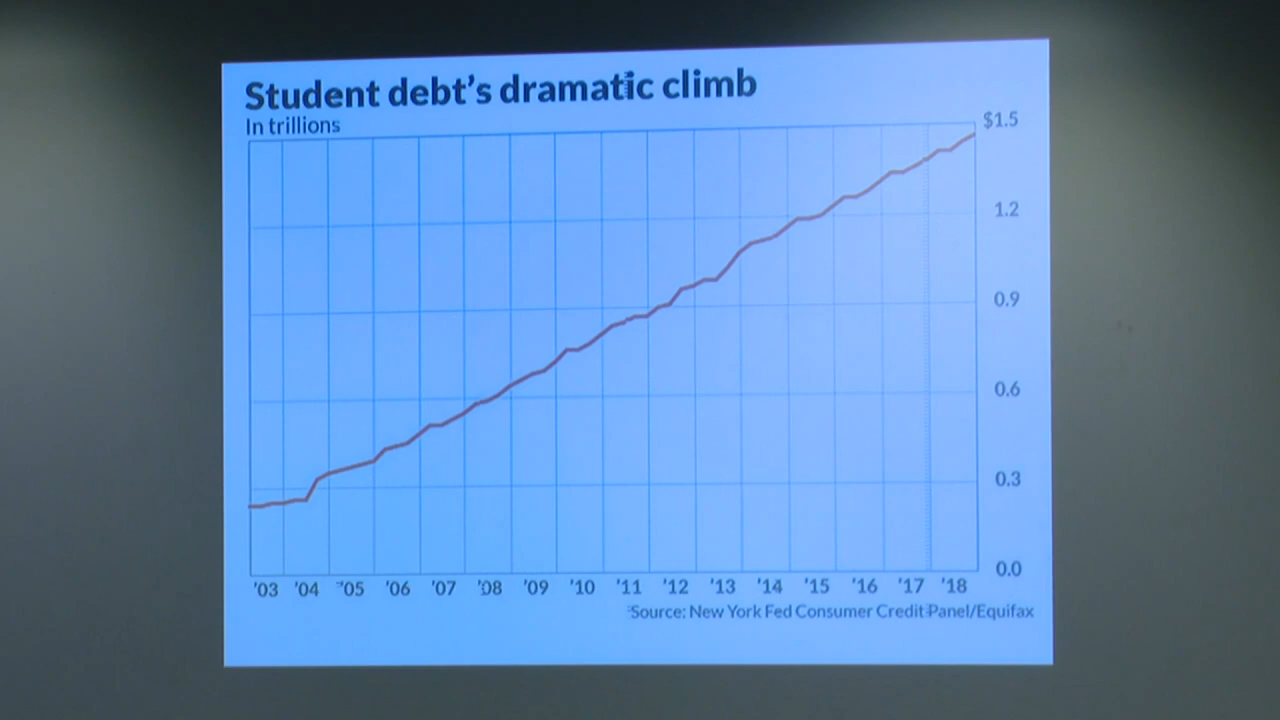 Student debt's dramatic climb
In trillions
$1.5
1.2
0.9
0.6
0.3
0.0
'03 '04 '05 '06 '07 '08 '09 '10 '11 '12 '13 '14 '15 '16 '17 '18
Source: New York Fed Consumer Credit Panel/Equifax